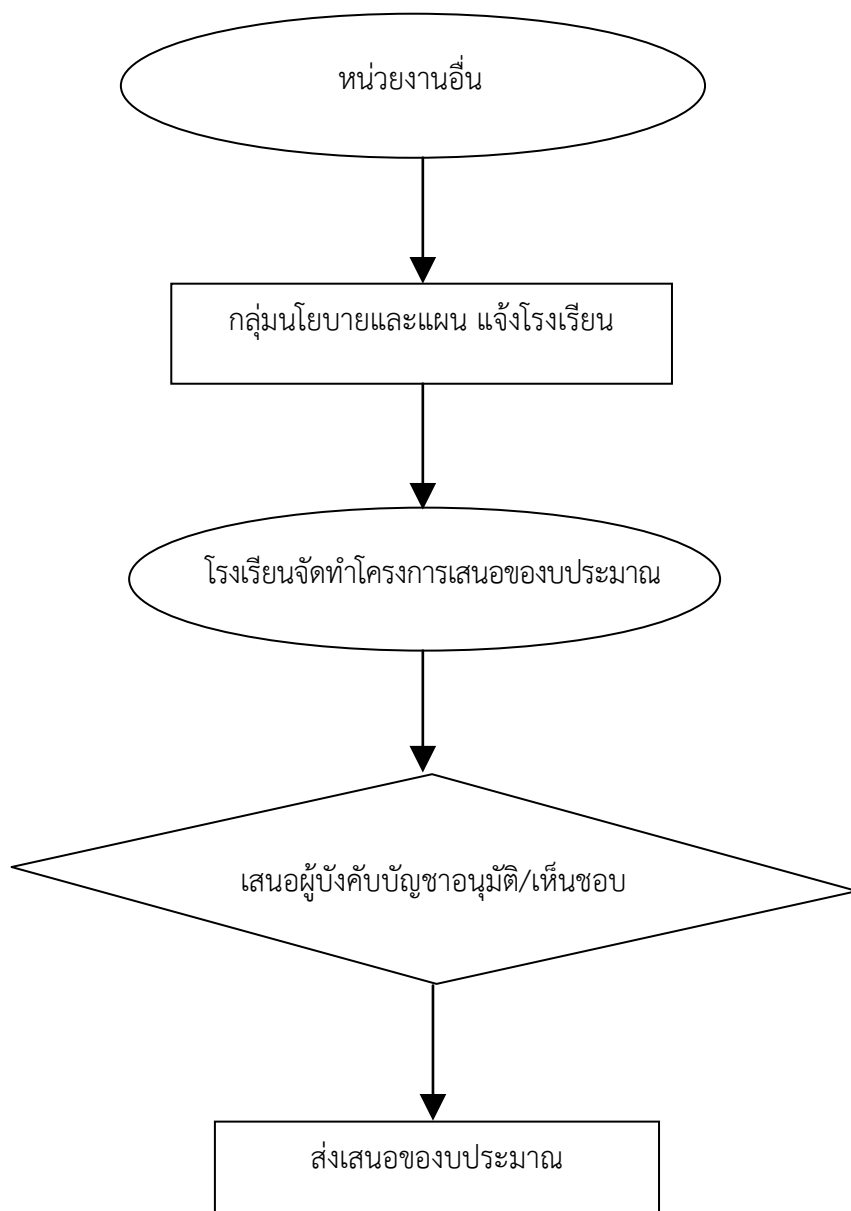 หน่วยงานอื่น
กลุ่มนโยบายและแผน แจ้งโรงเรียน
โรงเรียนจัดทำโครงการเสนอของบประมาณ
เสนอผู้บังคับบัญชาอนุมัติ/เห็นชอบ
ส่งเสนอของบประมาณ